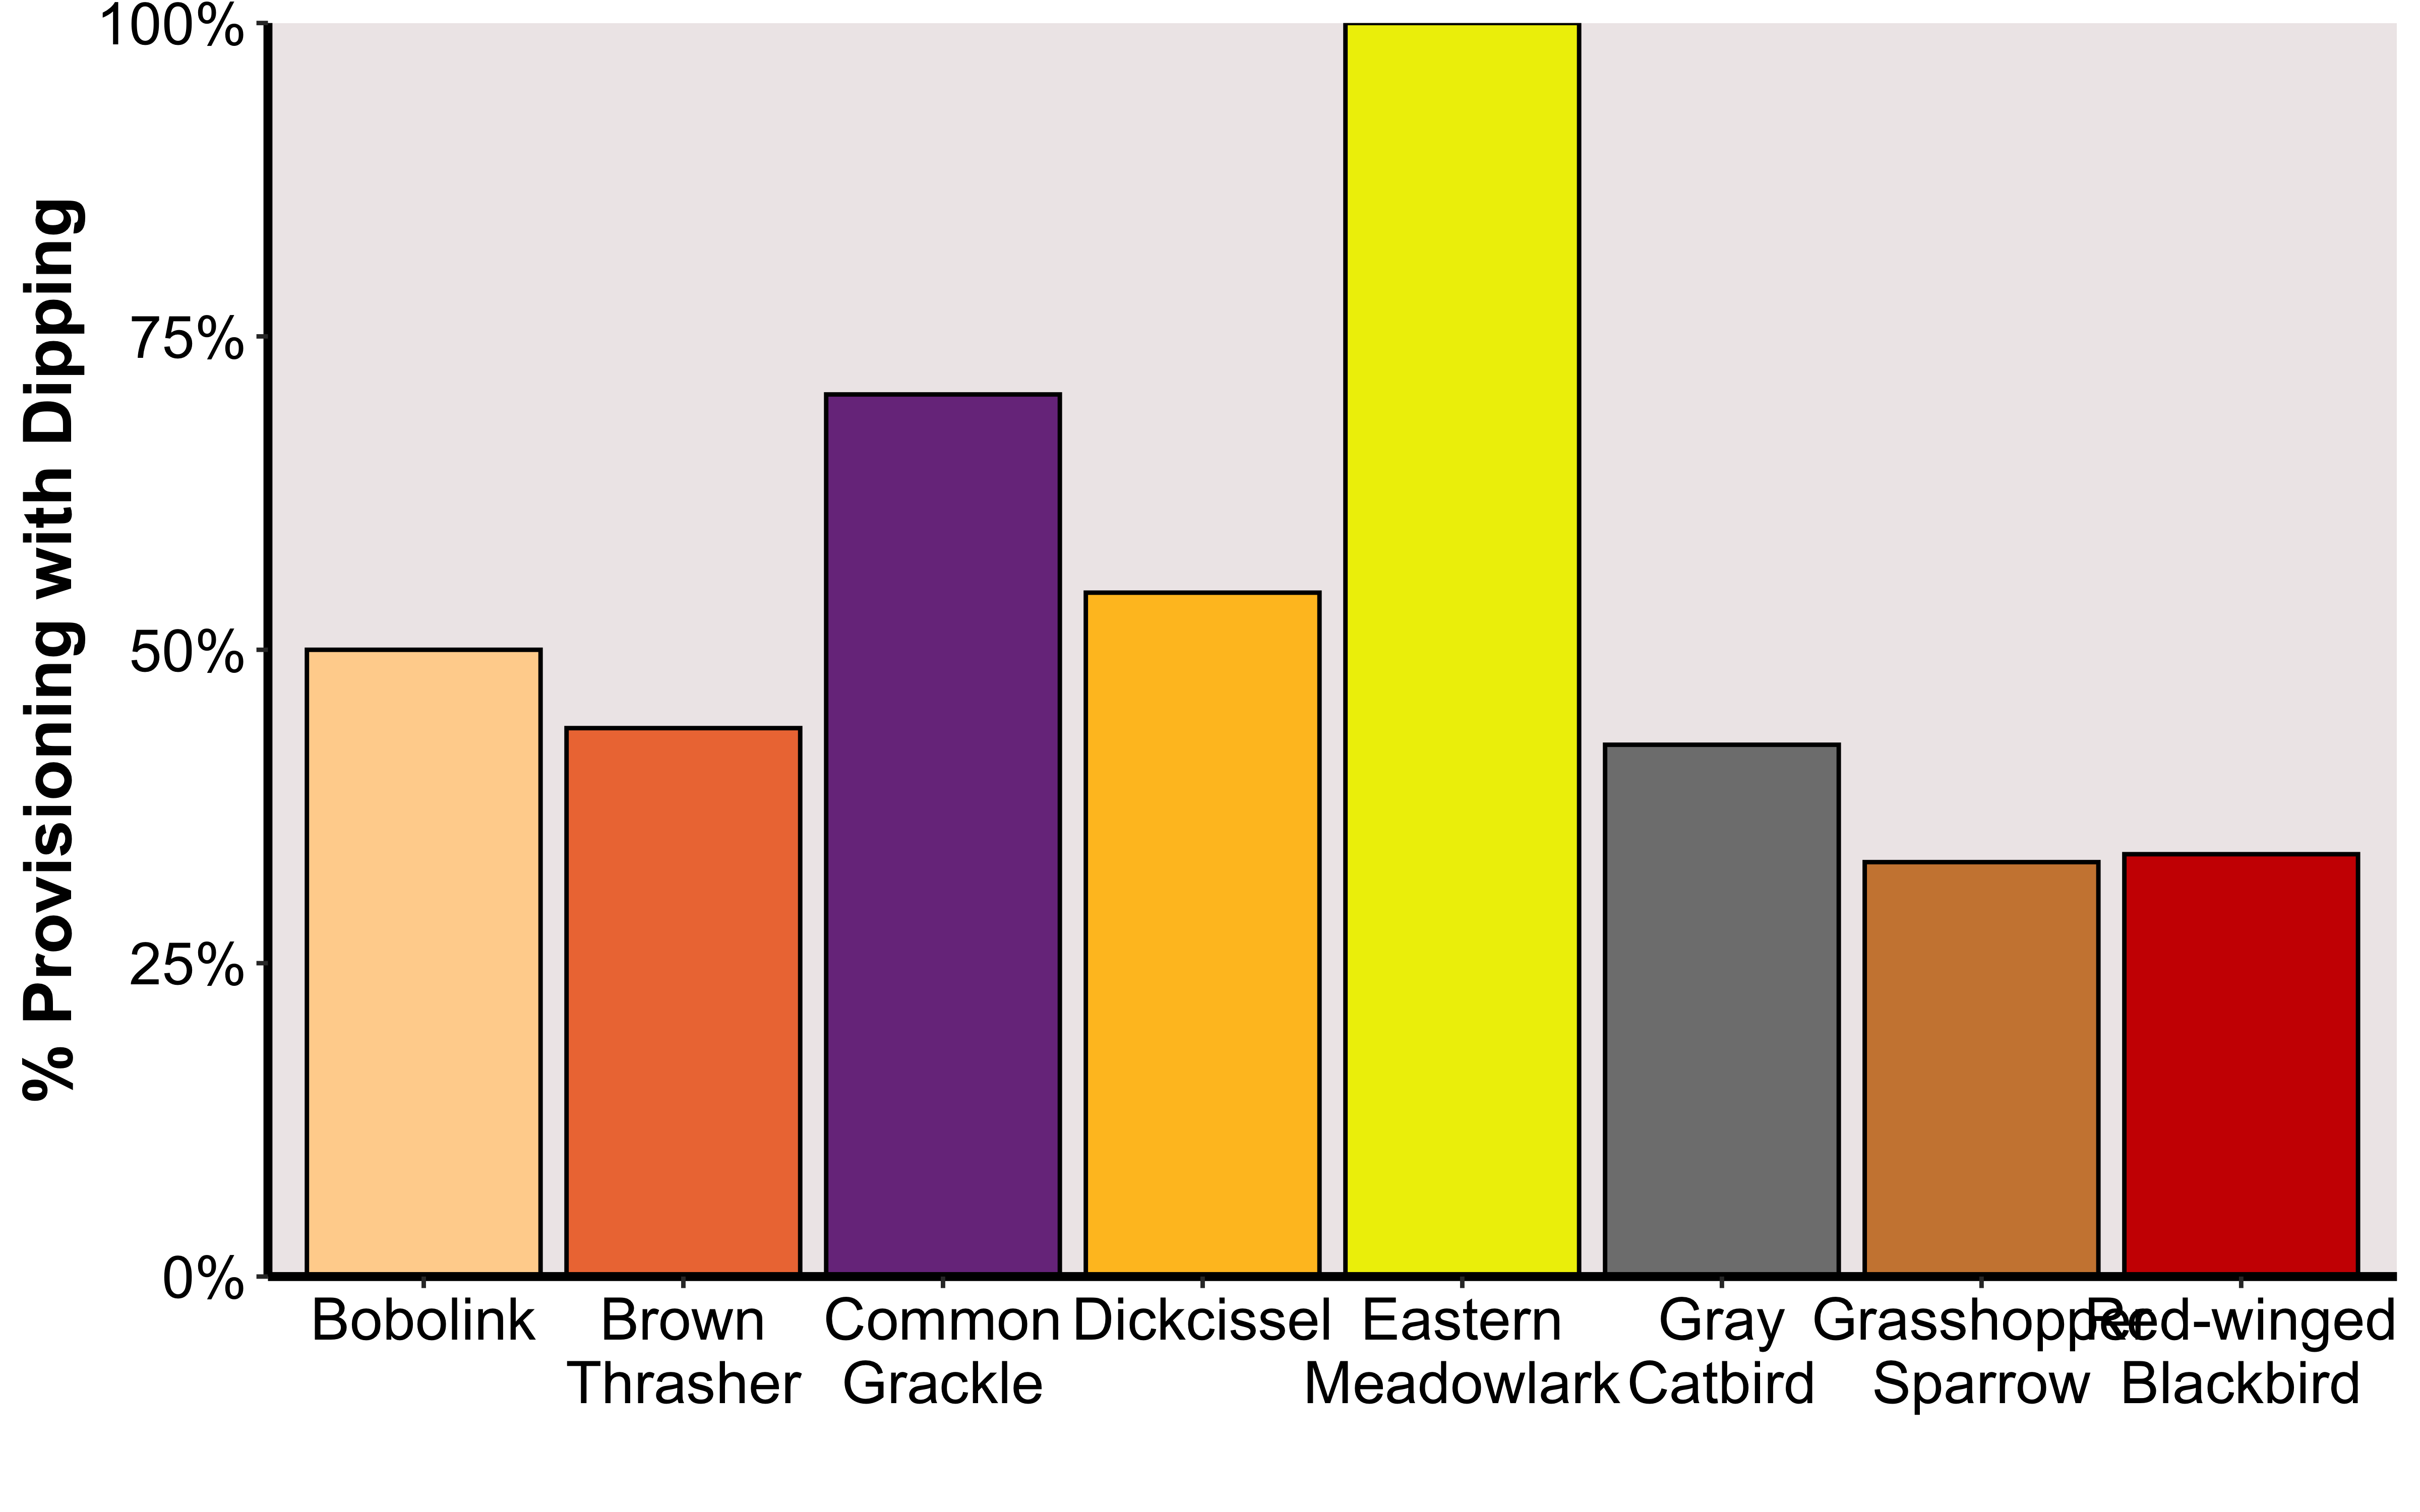 % Provisioning with Dipping
100%
75%
50%
25%
0%
Bobolink
Brown
Thrasher
Common
Grackle
Dickcissel
Eastern
Meadowlark
Gray
Catbird
Grasshopper
Sparrow
Red-winged
Blackbird